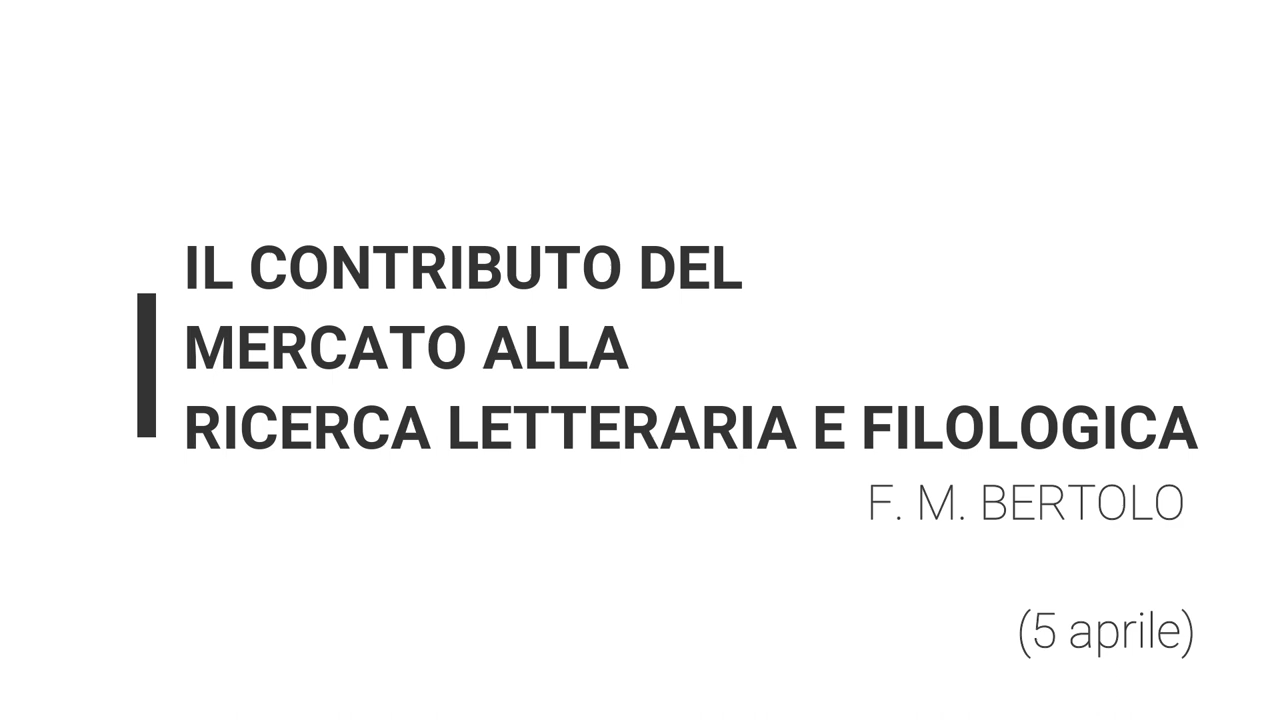 IL CONTRIBUTO DEL
MERCATO ALLA
RICERCA LETTERARIA E FILOLOGICA
F. M. BERTOLO
(5 aprile)